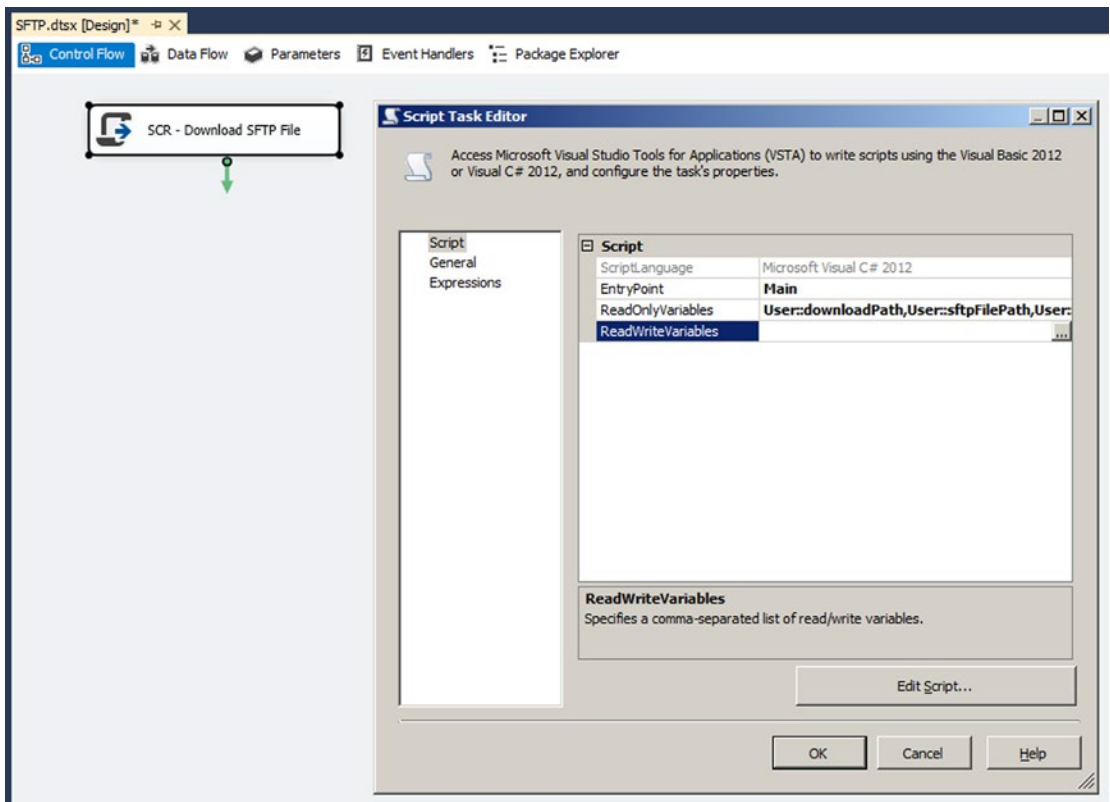 SFTP.dtsx [Design]*
Control Flow Data Flow Parameters Event Handlers Package Explorer
SCR - Download SFTP File
Script Task Editor
Access Microsoft Visual Studio Tools for Applications (VSTA) to write scripts using the Visual Basic 2012
or Visual C# 2012, and configure the task's properties.
Script
General
Expressions
Script
ScriptLanguage Microsoft Visual C# 2012
EntryPoint Main
ReadOnlyVariables User::downloadPath,User::sftpFilePath,User:
ReadWriteVariables ...
ReadWriteVariables
Specifies a comma-separated list of read/write variables.
Edit Script...
OK Cancel Help